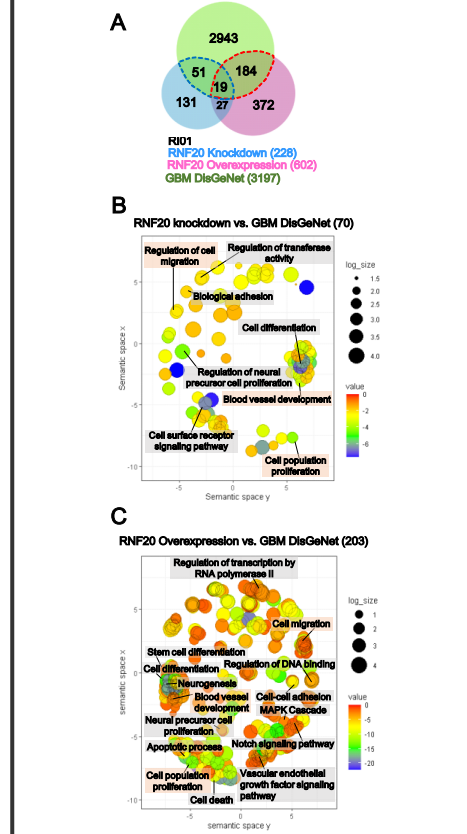 A
2943
51
184
19
131
27
372
RI01
RNF20 Knockdown (228)
RNF20 Overexpression (602)
GBM DisGeNet (3197)
B
RNF20 knockdown vs. GBM DisGeNet (70)
Regulation of cell
migration
Regulation of transferase
activity
Biological adhesion
Cell differentiation
Regulation of neural
precursor cell proliferation
Blood vessel development
Cell surface receptor
signaling pathway
Cell population
proliferation
5
0
-5
-10
Semantic space x
-5
0
5
Semantic space y
log_size
1.5
2.0
2.5
3.0
3.5
4.0
value
0
-2
-4
-6
C
RNF20 Overexpression vs. GBM DisGeNet (203)
Regulation of transcription by
RNA polymerase II
Cell migration
Stem cell differentiation
Regulation of DNA binding
Cell differentiation
Neurogenesis
Blood vessel
development
Cell-cell adhesion
MAPK Cascade
Neural precursor cell
proliferation
Notch signaling pathway
Apoptotic process
Cell population
proliferation
Vascular endothelial
growth factor signaling
pathway
Cell death
5
0
-5
-10
semantic space x
-5
0
5
semantic space y
log_size
1
2
3
4
value
0
-5
-10
-15
-20